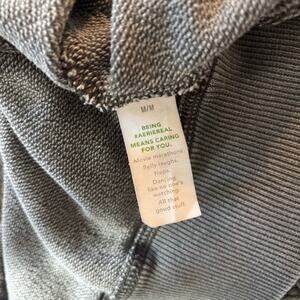 M/M
BEING
#AERIEREAL
MEANS CARING
FOR YOU.
Movie marathons.
Belly laughs.
Naps.
Dancing
like no one's
watching.
All that
good stuff.